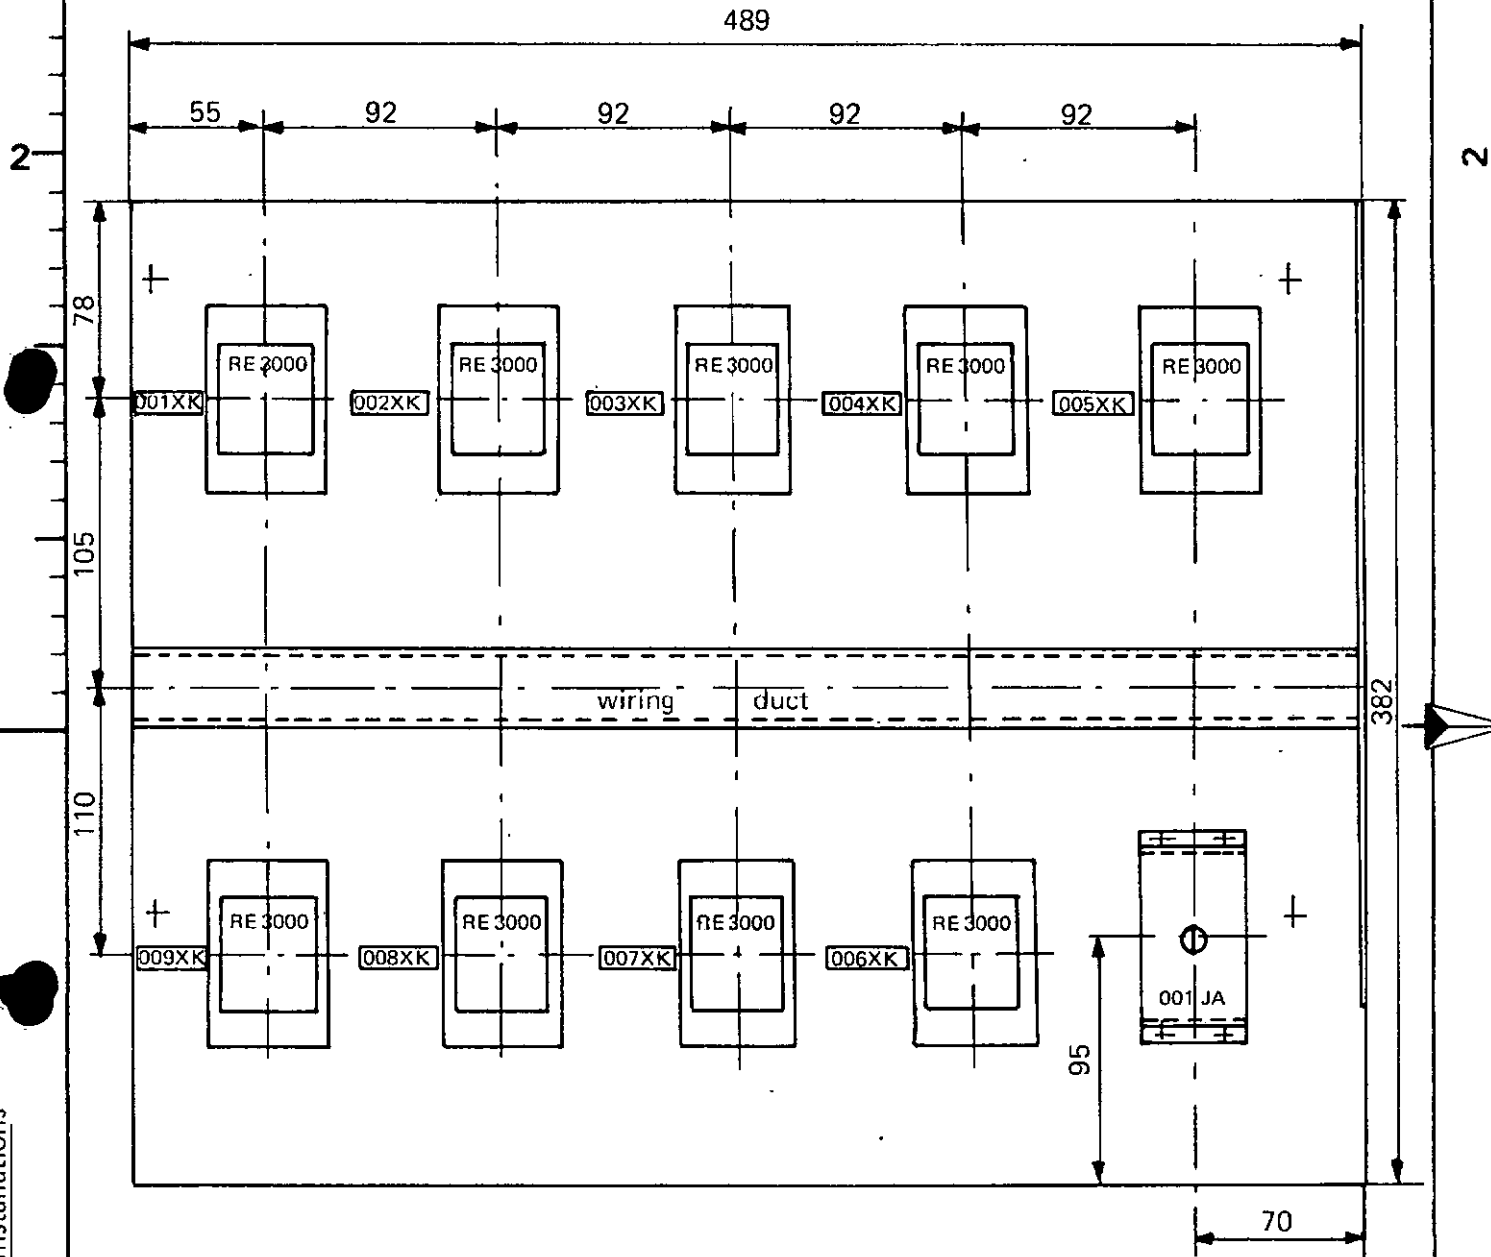 489
55 92 92 92 92
2 2
78
RE 3000 RE 3000 RE 3000 RE 3000 RE 3000
001XK 002XK 003XK 004XK 005XK
105
wiring duct
382
110
RE 3000 RE 3000 RE 3000 RE 3000
009XK 008XK 007XK 006XK
001 JA
95
70